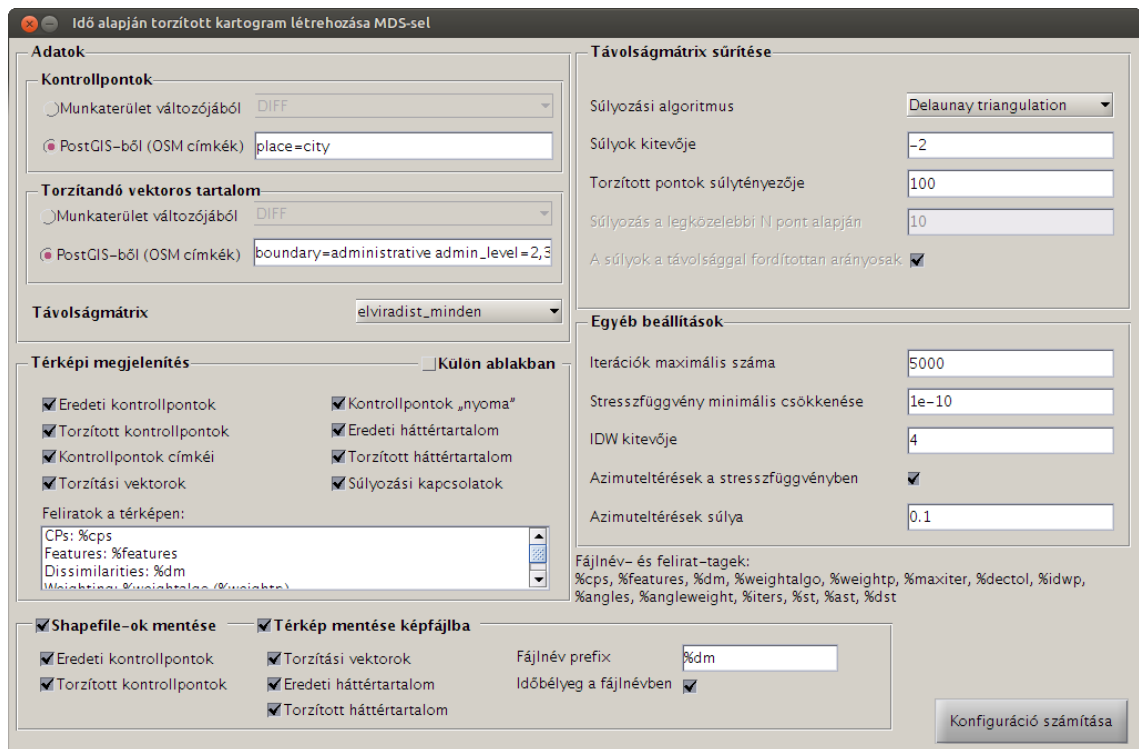 Idő alapján torzított kartogram létrehozása MDS-sel
Adatok
Kontrollpontok
Munkaterület változójából
DIFF
PostGIS-ből (OSM címkék)
place=city
Torzítandó vektoros tartalom
Munkaterület változójából
DIFF
PostGIS-ből (OSM címkék)
boundary=administrative admin_level=2,3
Távolságmátrix
elviradist_minden
Térképi megjelenítés
Külön ablakban
Eredeti kontrollpontok
Kontrollpontok „nyoma”
Torzított kontrollpontok
Eredeti háttértartalom
Kontrollpontok címkéi
Torzított háttértartalom
Torzítási vektorok
Súlyozási kapcsolatok
Feliratok a térképen:
CPs: %cps
Features: %features
Dissimilarities: %dm
Weighting: %weightalgo (%weightp)
Távolságmátrix sűrítése
Súlyozási algoritmus
Delaunay triangulation
Súlyok kitevője
-2
Torzított pontok súlytényezője
100
Súlyozás a legközelebbi N pont alapján
10
A súlyok a távolsággal fordítottan arányosak
Egyéb beállítások
Iterációk maximális száma
5000
Stresszfüggvény minimális csökkenése
1e-10
IDW kitevője
4
Azimuteltérések a stresszfüggvényben
Azimuteltérések súlya
0.1
Fájlnév- és felirat-tagek:
%cps, %features, %dm, %weightalgo, %weightp, %maxiter, %dectol, %idwp,
%angles, %angleweight, %iters, %st, %ast, %dst
Shapefile-ok mentése
Térkép mentése képfájlba
Eredeti kontrollpontok
Torzítási vektorok
Fájlnév prefix
%dm
Torzított kontrollpontok
Eredeti háttértartalom
Időbélyeg a fájlnévben
Torzított háttértartalom
Konfiguráció számítása